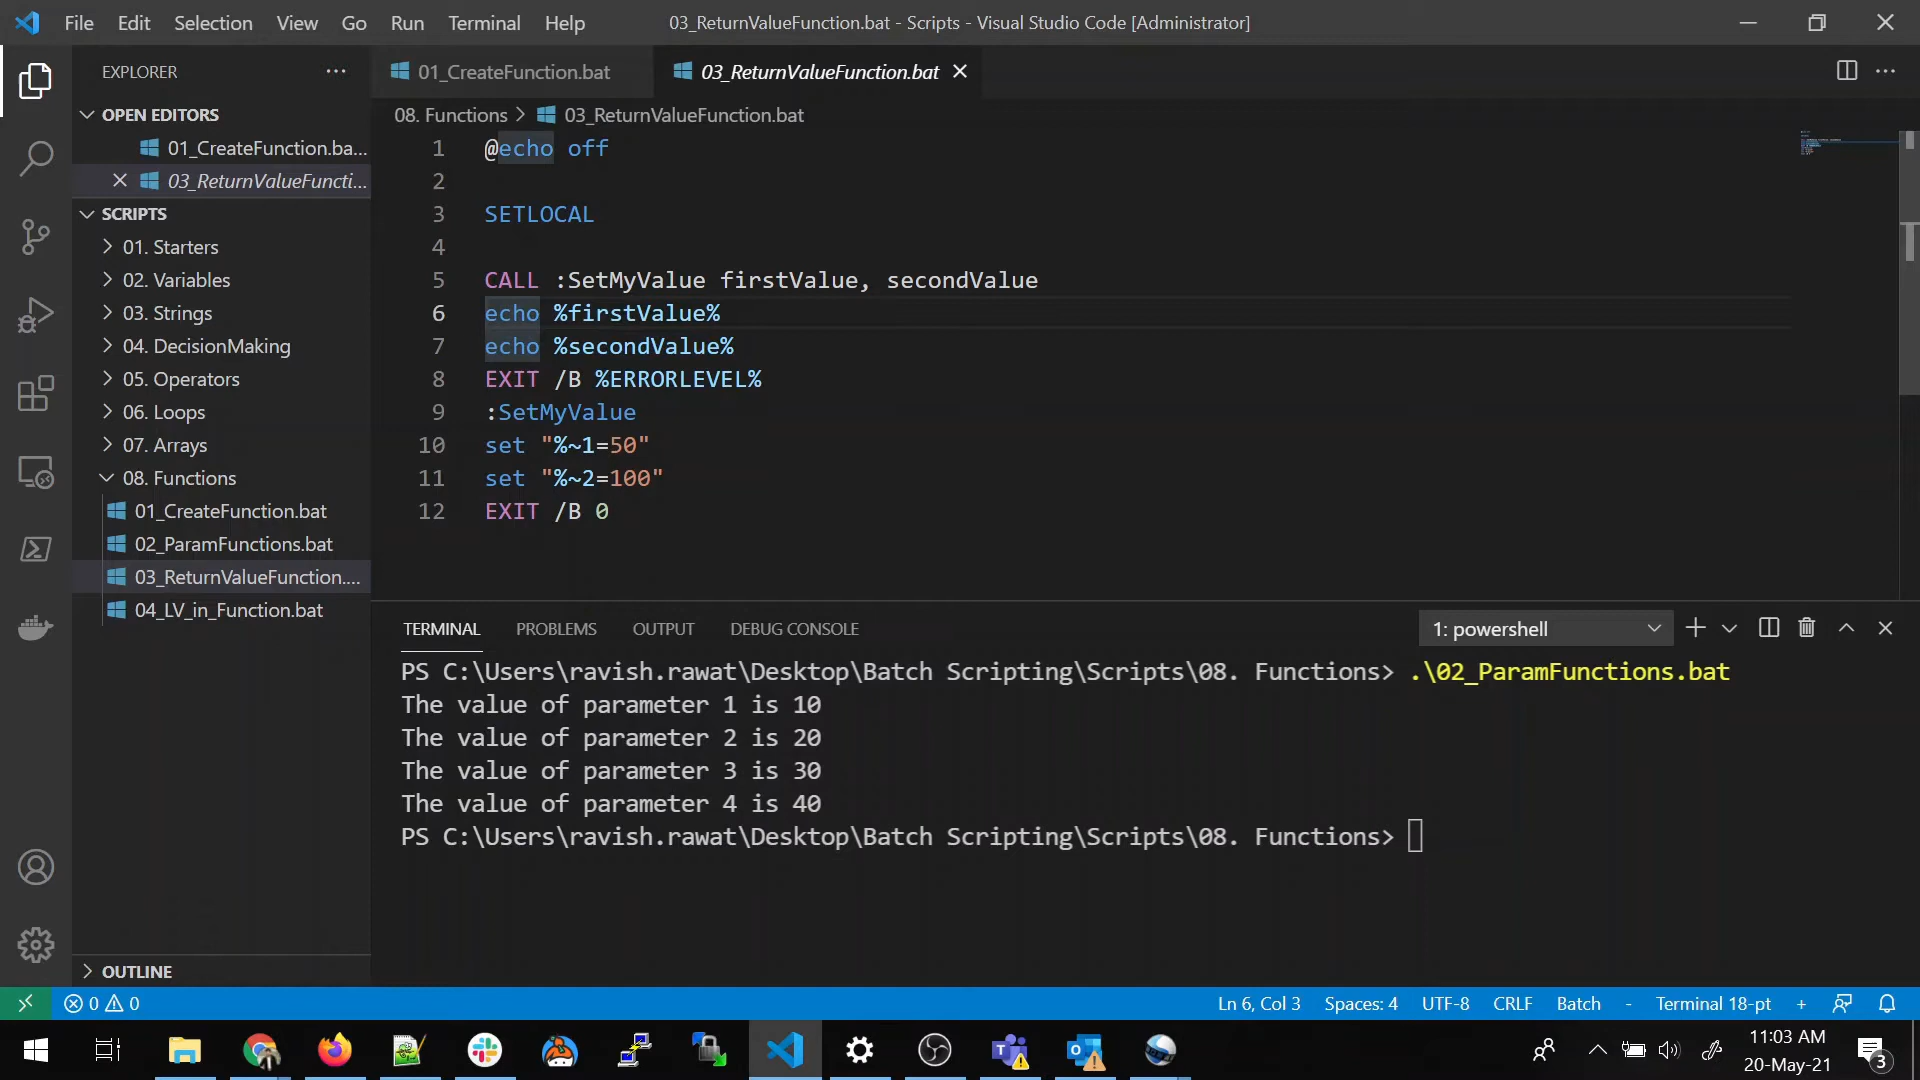 File Edit Selection View Go Run Terminal Help
03_ReturnValueFunction.bat - Scripts - Visual Studio Code [Administrator]
EXPLORER
OPEN EDITORS
01_CreateFunction.ba...
03_ReturnValueFuncti...
SCRIPTS
01. Starters
02. Variables
03. Strings
04. DecisionMaking
05. Operators
06. Loops
07. Arrays
08. Functions
01_CreateFunction.bat
02_ParamFunctions.bat
03_ReturnValueFunction....
04_LV_in_Function.bat
OUTLINE
01_CreateFunction.bat
03_ReturnValueFunction.bat
08. Functions > 03_ReturnValueFunction.bat
1 @echo off
2
3 SETLOCAL
4
5 CALL :SetMyValue firstValue, secondValue
6 echo %firstValue%
7 echo %secondValue%
8 EXIT /B %ERRORLEVEL%
9 :SetMyValue
10 set "%~1=50"
11 set "%~2=100"
12 EXIT /B 0
TERMINAL PROBLEMS OUTPUT DEBUG CONSOLE
1: powershell
PS C:\Users\ravish.rawat\Desktop\Batch Scripting\Scripts\08. Functions> .\02_ParamFunctions.bat
The value of parameter 1 is 10
The value of parameter 2 is 20
The value of parameter 3 is 30
The value of parameter 4 is 40
PS C:\Users\ravish.rawat\Desktop\Batch Scripting\Scripts\08. Functions>
0 0
Ln 6, Col 3 Spaces: 4 UTF-8 CRLF Batch - Terminal 18-pt +
11:03 AM
20-May-21
3